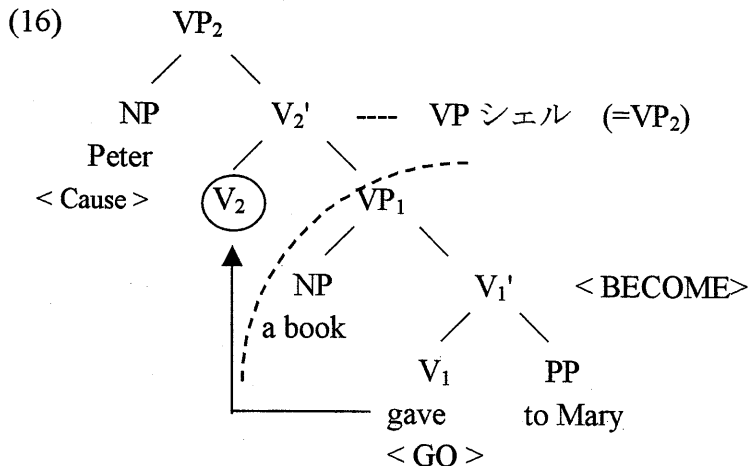 (16) VP₂
NP V₂' ---- VP シェル (=VP₂)
Peter
< Cause > V₂ VP₁
NP V₁' < BECOME>
a book
V₁ PP
gave to Mary
< GO >